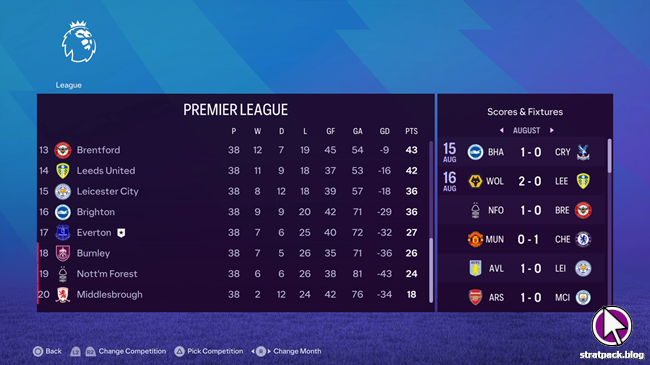 League
PREMIER LEAGUE
P W D L GF GA GD PTS
13 Brentford 38 12 7 19 45 54 -9 43
14 Leeds United 38 11 9 18 37 53 -16 42
15 Leicester City 38 8 12 18 39 57 -18 36
16 Brighton 38 9 9 20 42 71 -29 36
17 Everton 38 7 6 25 40 72 -32 27
18 Burnley 38 7 5 26 35 71 -36 26
19 Nott'm Forest 38 6 6 26 38 81 -43 24
20 Middlesbrough 38 2 12 24 42 76 -34 18
Scores & Fixtures
AUGUST
15 AUG BHA 1 - 0 CRY
16 AUG WOL 2 - 0 LEE
NFO 1 - 0 BRE
MUN 0 - 1 CHE
AVL 1 - 0 LEI
ARS 1 - 0 MCI
Back L2 R2 Change Competition Pick Competition R Change Month
stratpack.blog